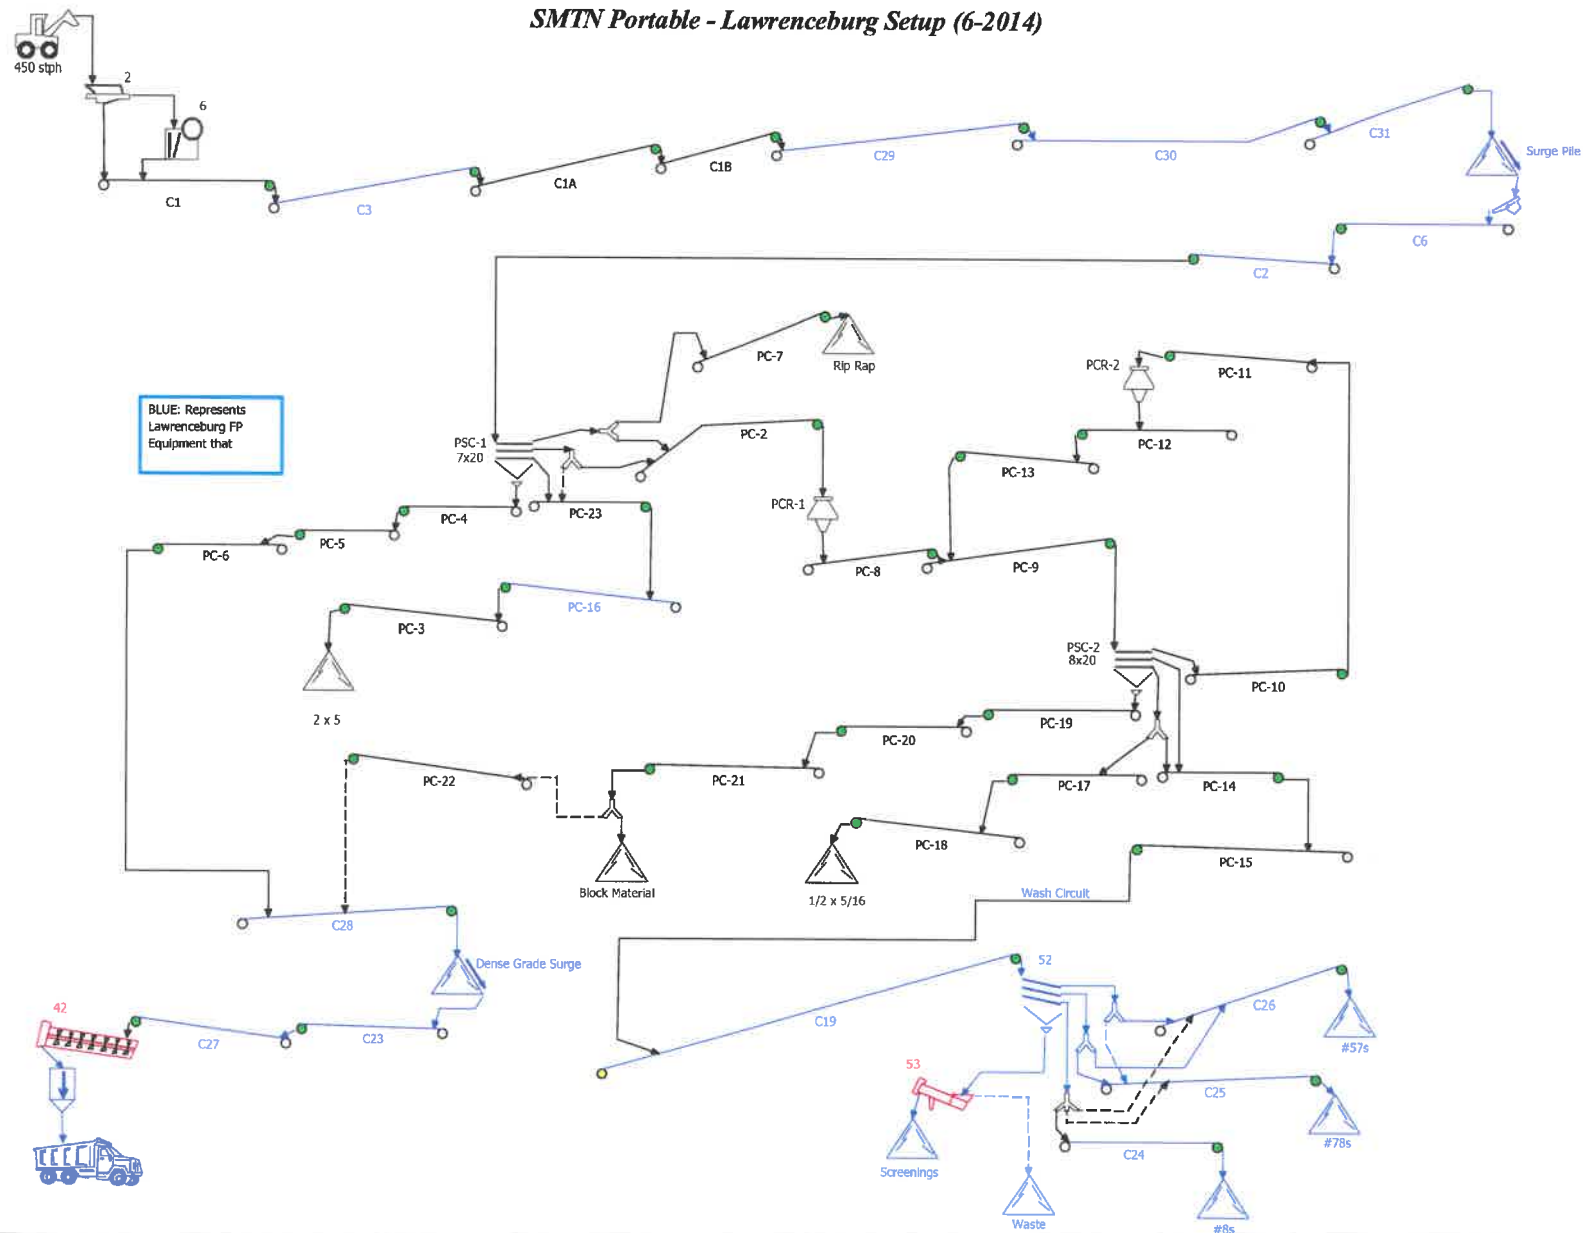 SMTN Portable - Lawrenceburg Setup (6-2014)
450 stph
2
6
C1
C3
C1A
C1B
C29
C30
C31
Surge Pile
C6
C2
PC-7
Rip Rap
PCR-2
PC-11
BLUE: Represents
Lawrenceburg FP
Equipment that
PSC-1
7x20
PC-2
PC-12
PC-13
PCR-1
PC-4
PC-23
PC-5
PC-6
PC-8
PC-9
PC-16
PC-3
2 x 5
PSC-2
8x20
PC-10
PC-19
PC-20
PC-21
PC-22
PC-17
PC-14
PC-18
PC-15
Block Material
1/2 x 5/16
Wash Circuit
C28
Dense Grade Surge
52
C26
C19
42
C27
C23
#57s
53
C25
#78s
C24
Screenings
Waste
#8s